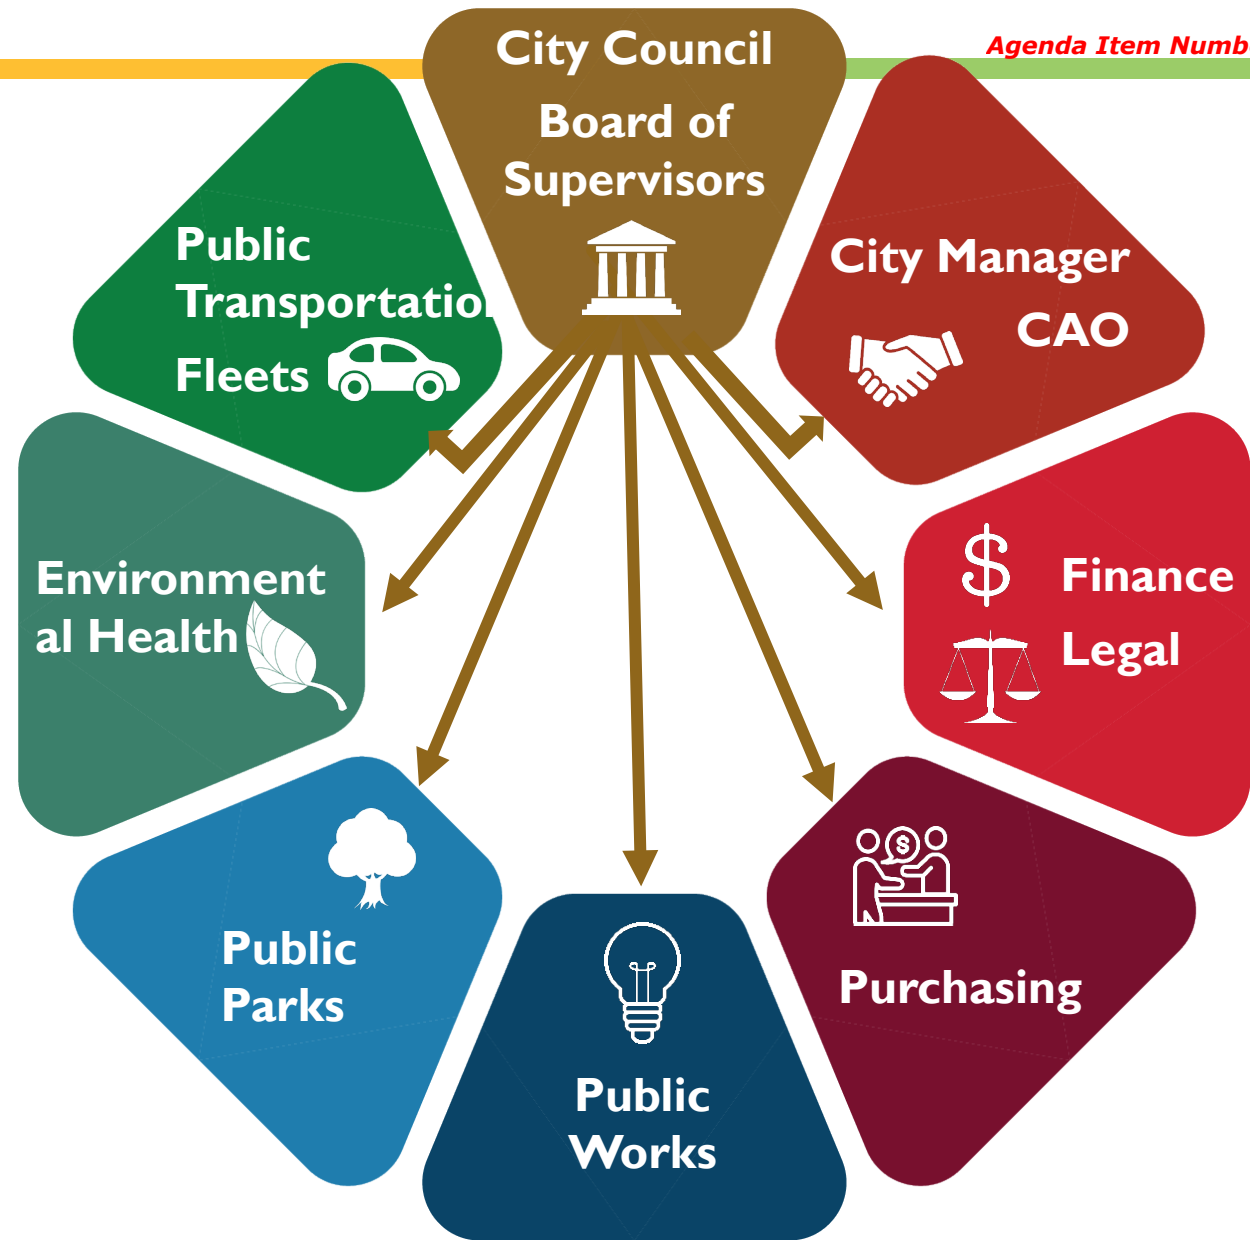 Agenda Item Numb
City Council
Board of
Supervisors
Public
Transportation
Fleets
City Manager
CAO
Environment
al Health
$
Finance
Legal
Public
Parks
$
Purchasing
Public
Works